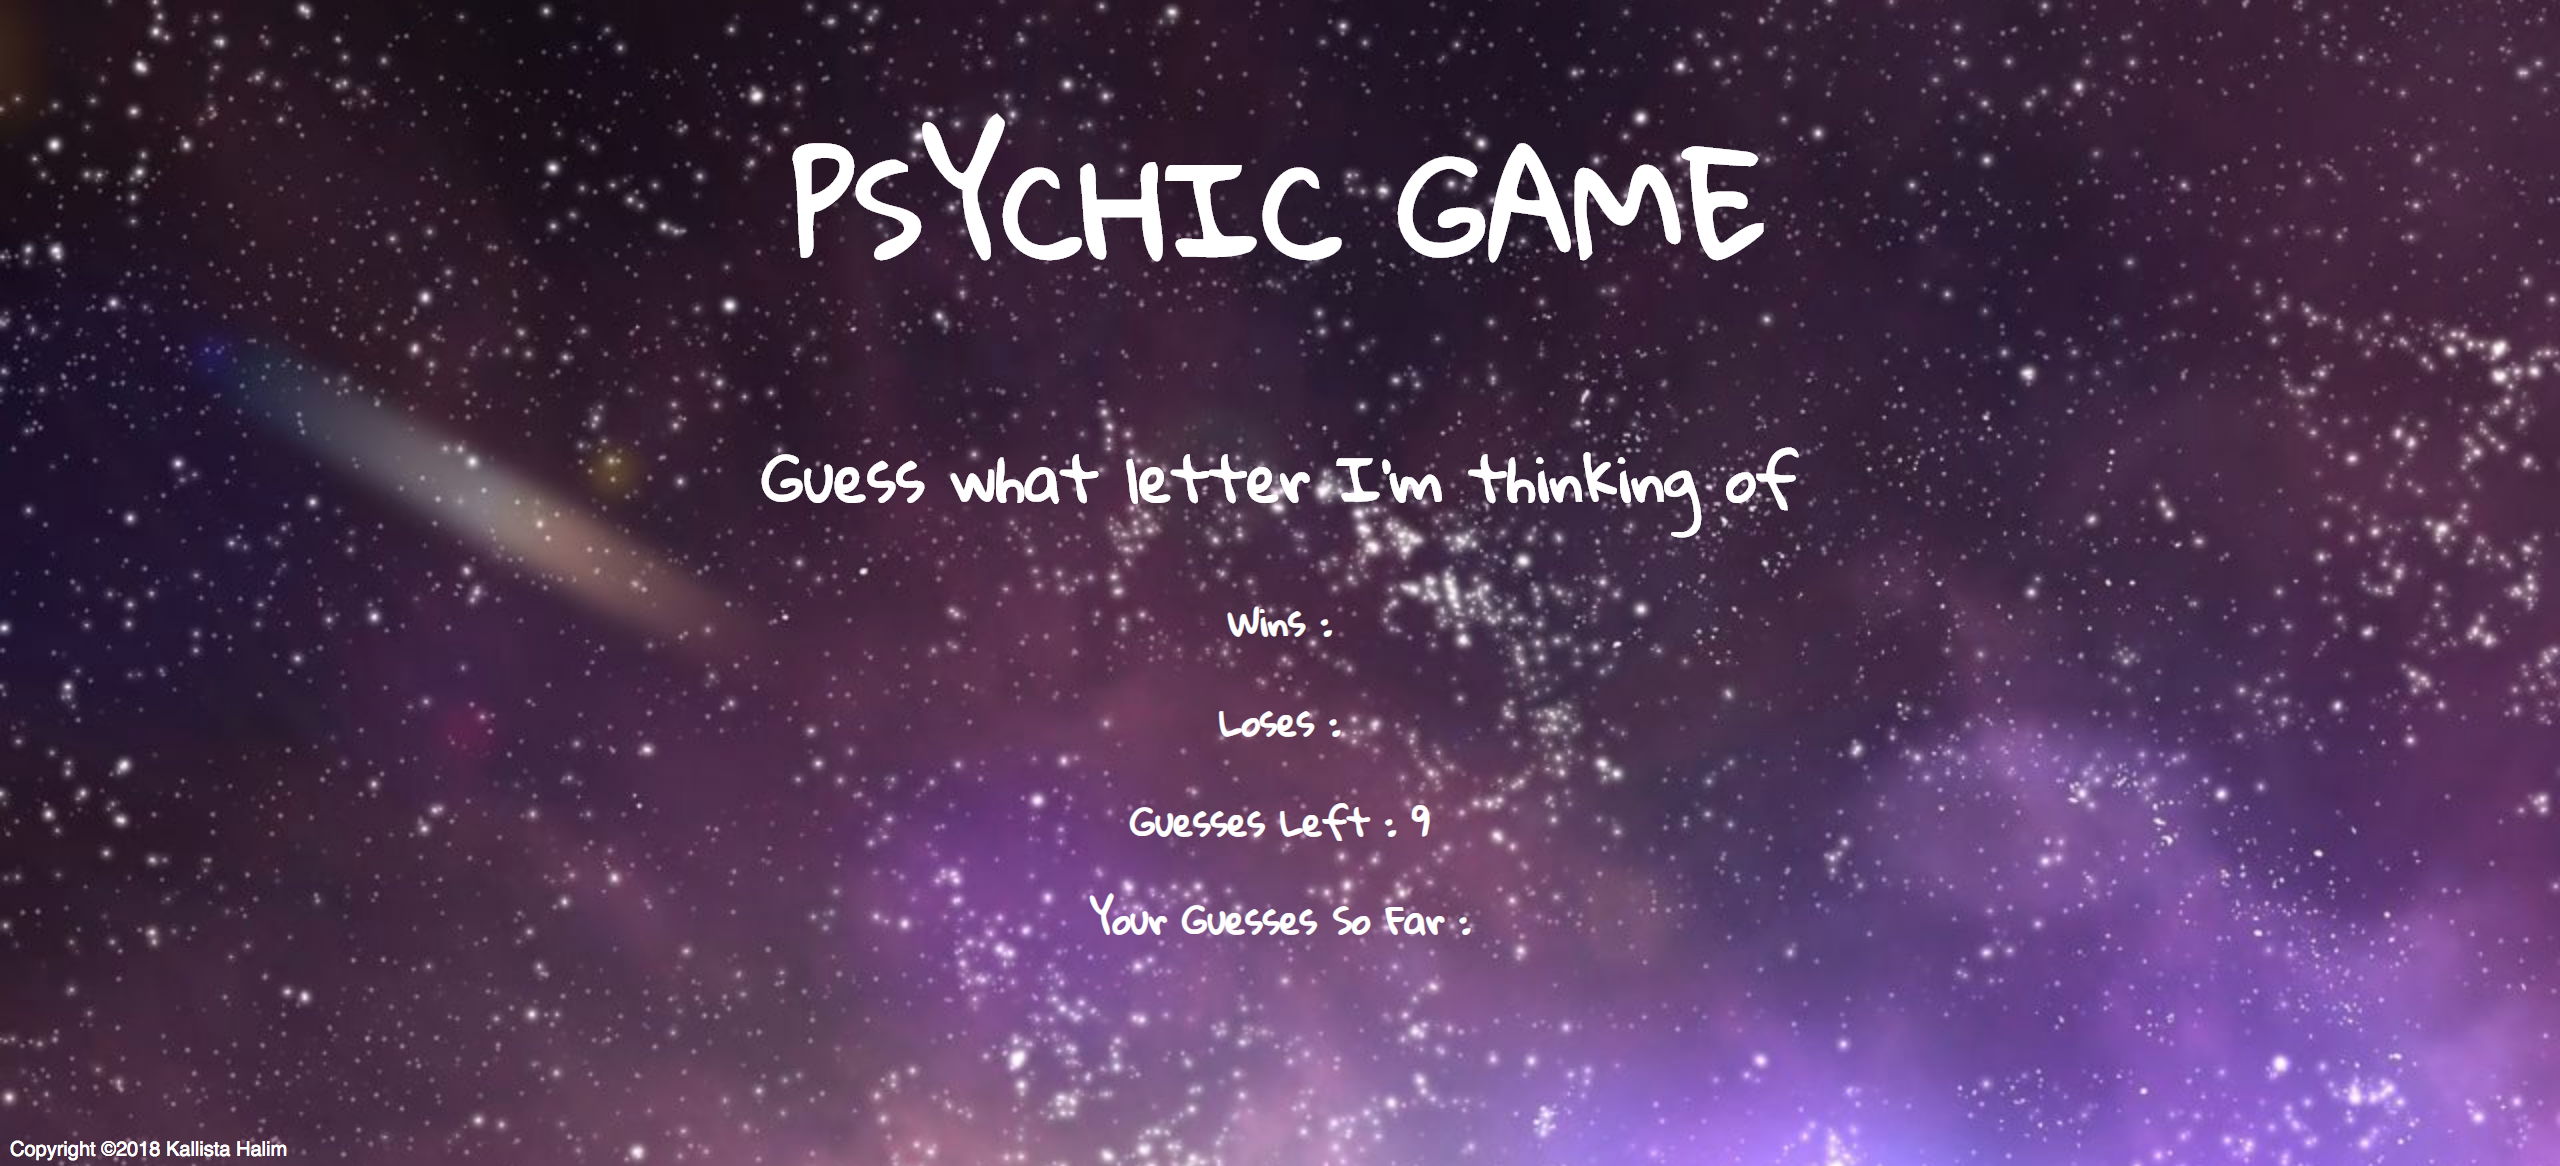 PSYCHIC GAME
Guess what letter I'm thinking of
Wins :
Loses :
Guesses Left : 9
Your Guesses So Far :
Copyright ©2018 Kallista Halim